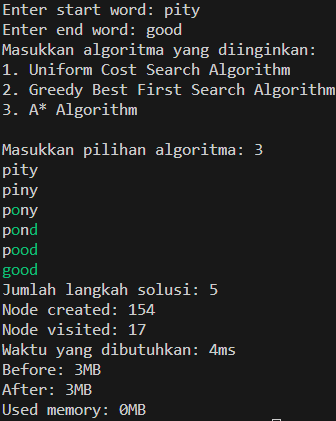 Enter start word: pity
Enter end word: good
Masukkan algoritma yang diinginkan:
1. Uniform Cost Search Algorithm
2. Greedy Best First Search Algorithm
3. A* Algorithm
Masukkan pilihan algoritma: 3
pity
piny
pony
pond
pood
good
Jumlah langkah solusi: 5
Node created: 154
Node visited: 17
Waktu yang dibutuhkan: 4ms
Before: 3MB
After: 3MB
Used memory: 0MB